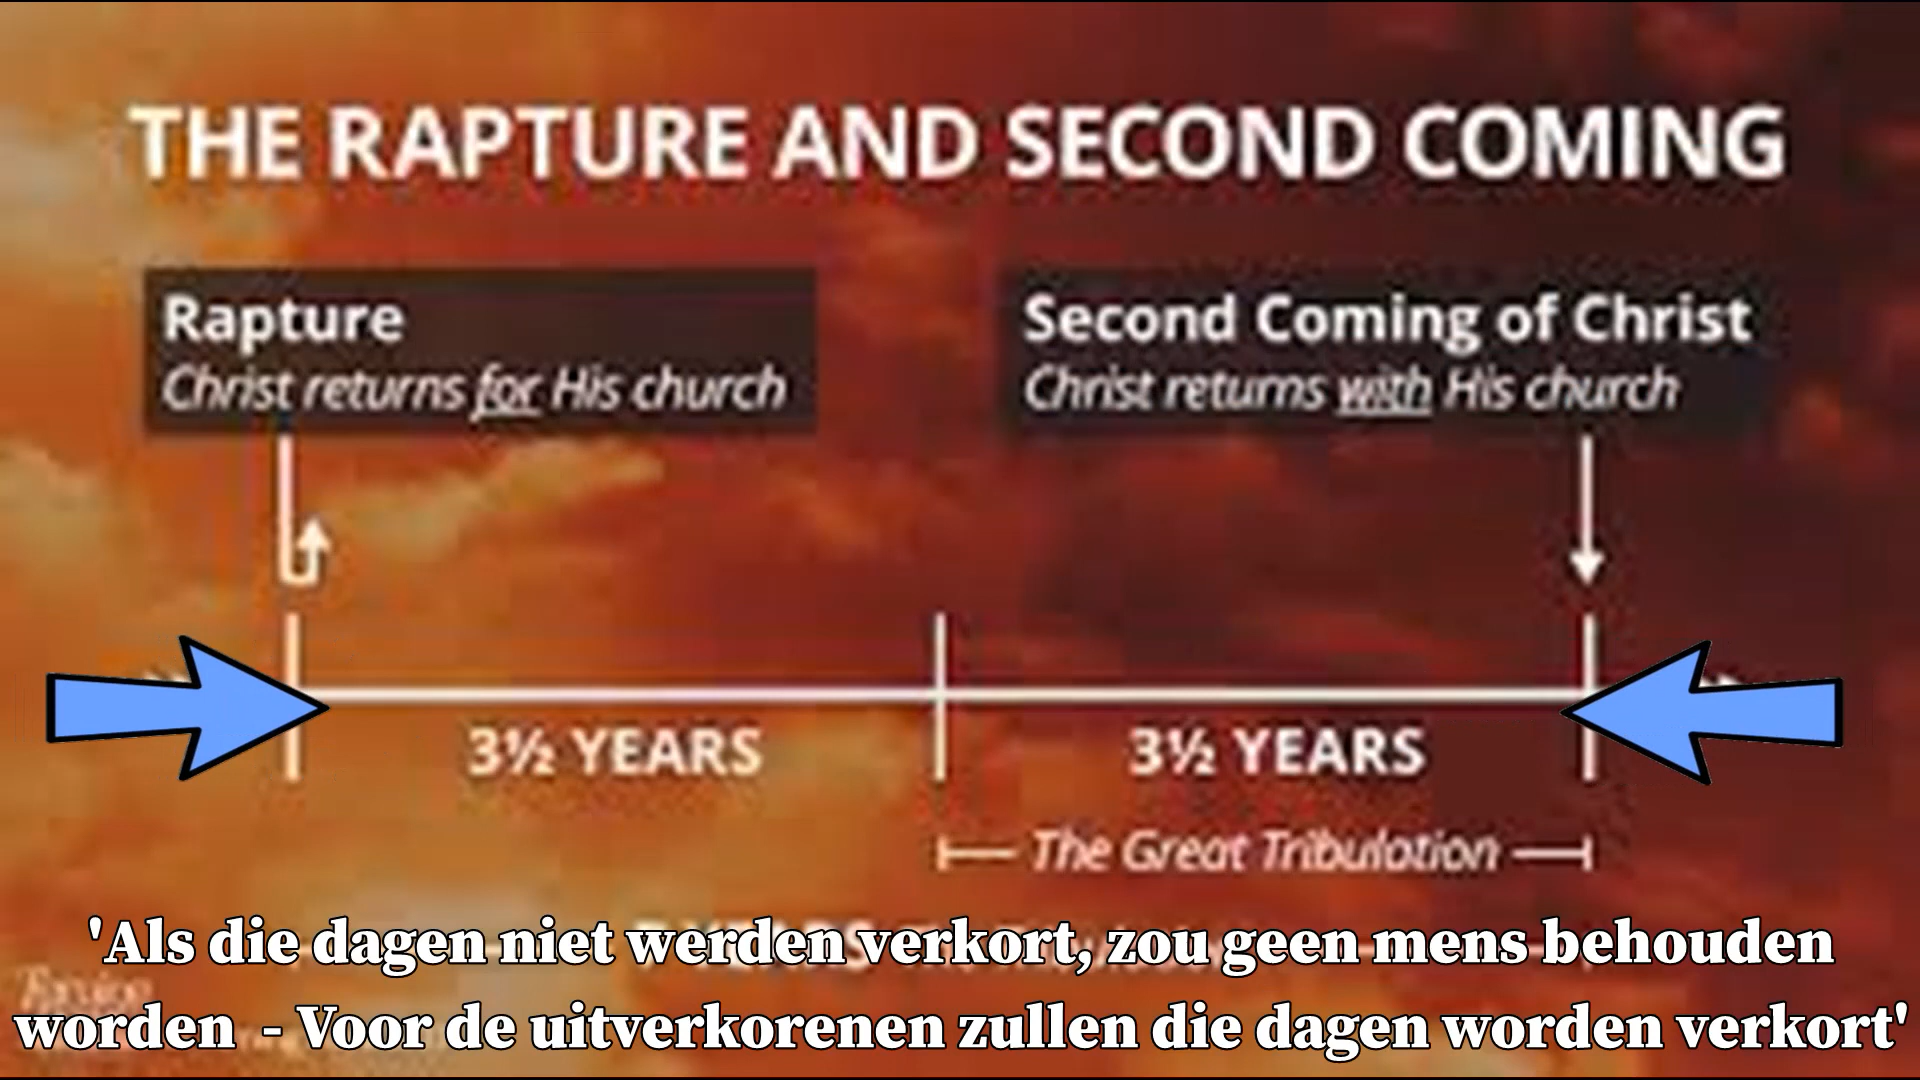 THE RAPTURE AND SECOND COMING
Rapture
Christ returns for His church
Second Coming of Christ
Christ returns with His church
3½ YEARS
3½ YEARS
The Great Tribulation
'Als die dagen niet werden verkort, zou geen mens behouden
worden - Voor de uitverkorenen zullen die dagen worden verkort'